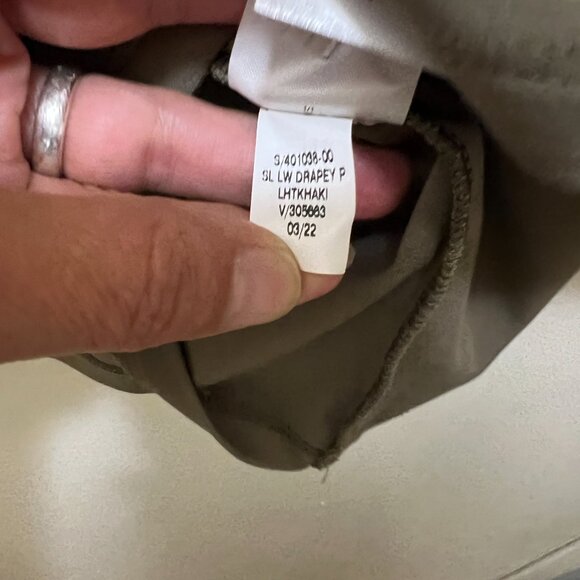 S/401038-00
SL LW DRAPEY P
LHTKHAKI
V/305663
03/22